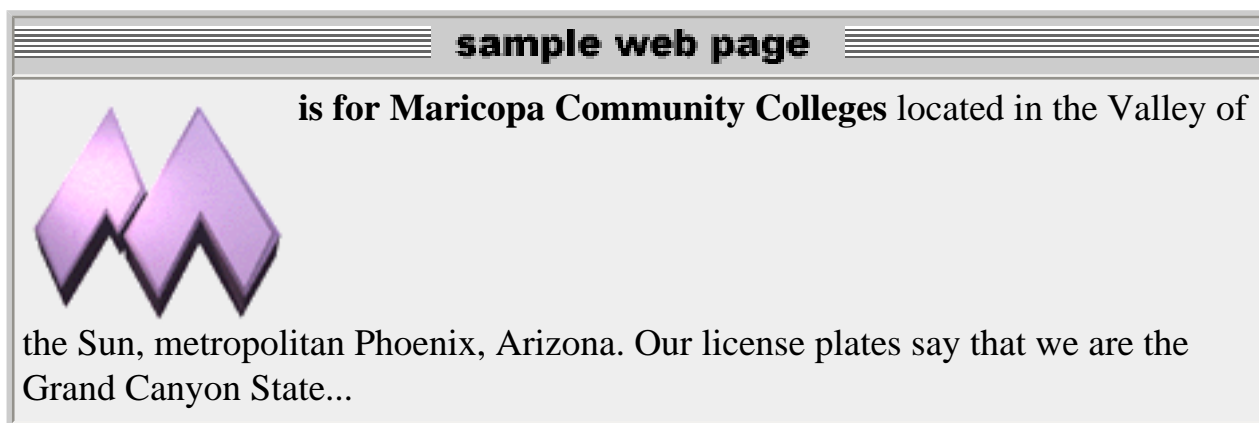 sample web page
is for Maricopa Community Colleges located in the Valley of
the Sun, metropolitan Phoenix, Arizona. Our license plates say that we are the
Grand Canyon State...